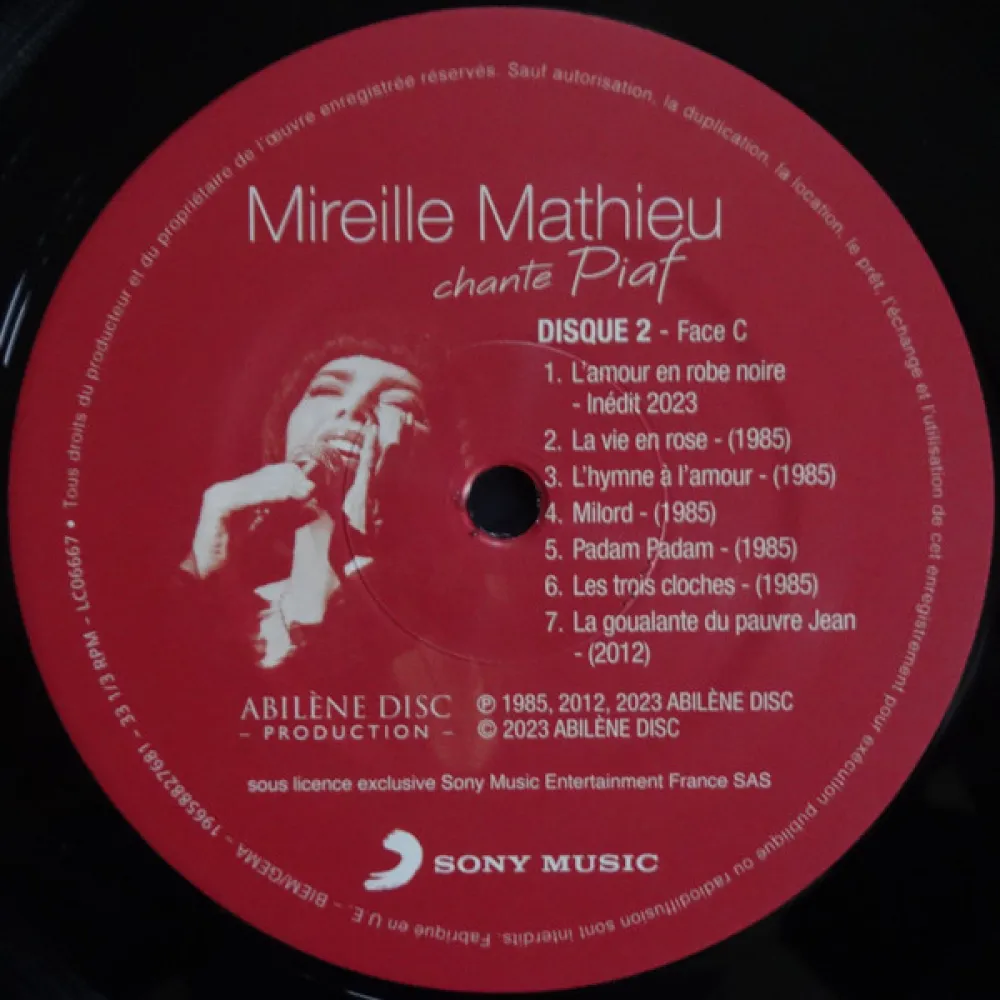 Mireille Mathieu
chante Piaf
DISQUE 2 - Face C
1. L'amour en robe noire
- Inédit 2023
2. La vie en rose - (1985)
3. L'hymne à l'amour - (1985)
4. Milord - (1985)
5. Padam Padam - (1985)
6. Les trois cloches - (1985)
7. La goualante du pauvre Jean
- (2012)
ABILÈNE DISC
– PRODUCTION –
℗ 1985, 2012, 2023 ABILÈNE DISC
© 2023 ABILÈNE DISC
sous licence exclusive Sony Music Entertainment France SAS
SONY MUSIC
• Tous droits du producteur et du propriétaire de l'œuvre enregistrée réservés. Sauf autorisation, la duplication, la location, le prêt, l'échange et l'utilisation de cet enregistrement pour exécution publique ou radiodiffusion sont interdits. Fabriqué en U.E. - BIEM/GEMA - 19658827681 - 33 1/3 RPM - LC06667